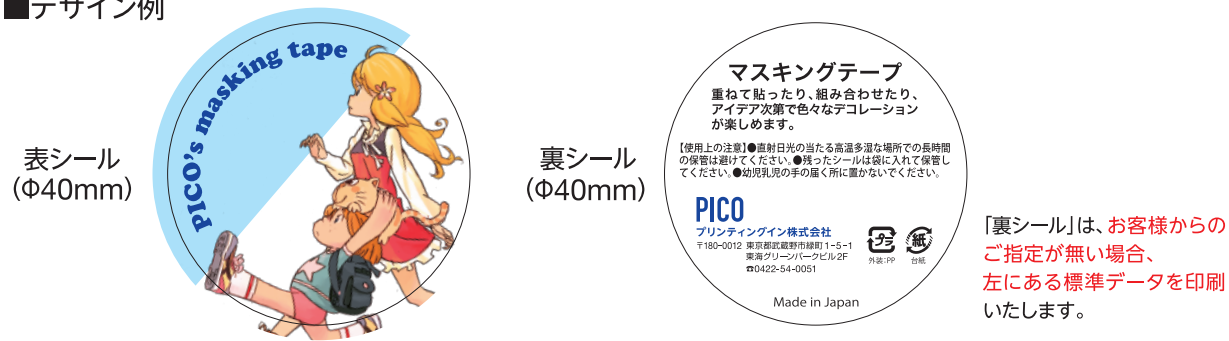 ■デザイン例
PICO's masking tape
表シール
(Φ40mm)
裏シール
(Φ40mm)
マスキングテープ
重ねて貼ったり、組み合わせたり、
アイデア次第で色々なデコレーション
が楽しめます。
【使用上の注意】●直射日光の当たる高温多湿な場所での長時間
の保管は避けてください。●残ったシールは袋に入れて保管し
てください。●幼児乳児の手の届く所に置かないでください。
PICO
プリンティングイン株式会社
〒180-0012 東京都武蔵野市緑町1-5-1
東海グリーンパークビル2F
☎0422-54-0051
プラ
外装:PP
紙
台紙
Made in Japan
「裏シール」は、お客様からの
ご指定が無い場合、
左にある標準データを印刷
いたします。